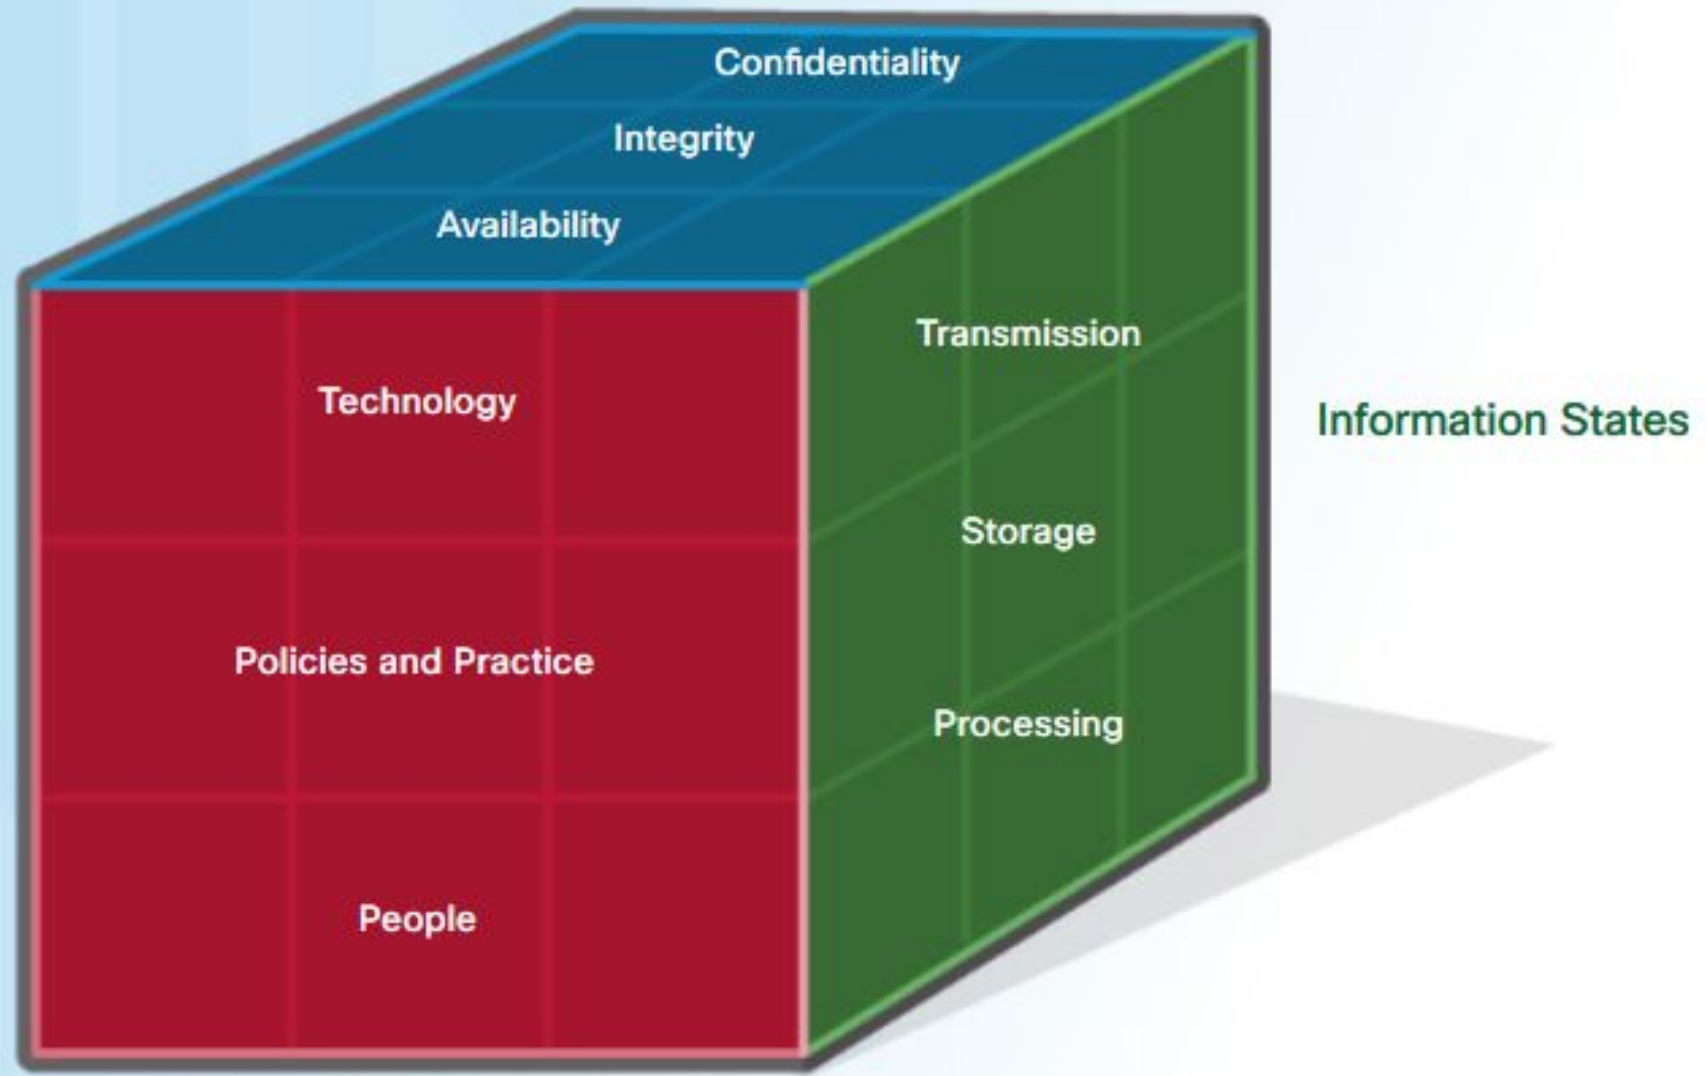 Confidentiality
Integrity
Availability
Technology
Policies and Practice
People
Transmission
Storage
Processing
Information States